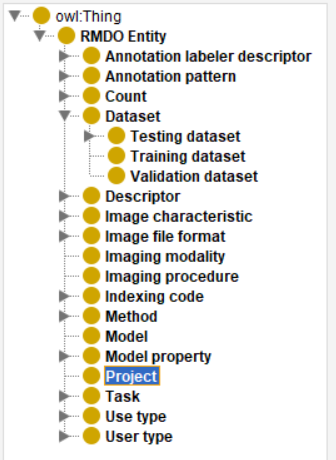 owl:Thing
RMDO Entity
Annotation labeler descriptor
Annotation pattern
Count
Dataset
Testing dataset
Training dataset
Validation dataset
Descriptor
Image characteristic
Image file format
Imaging modality
Imaging procedure
Indexing code
Method
Model
Model property
Project
Task
Use type
User type